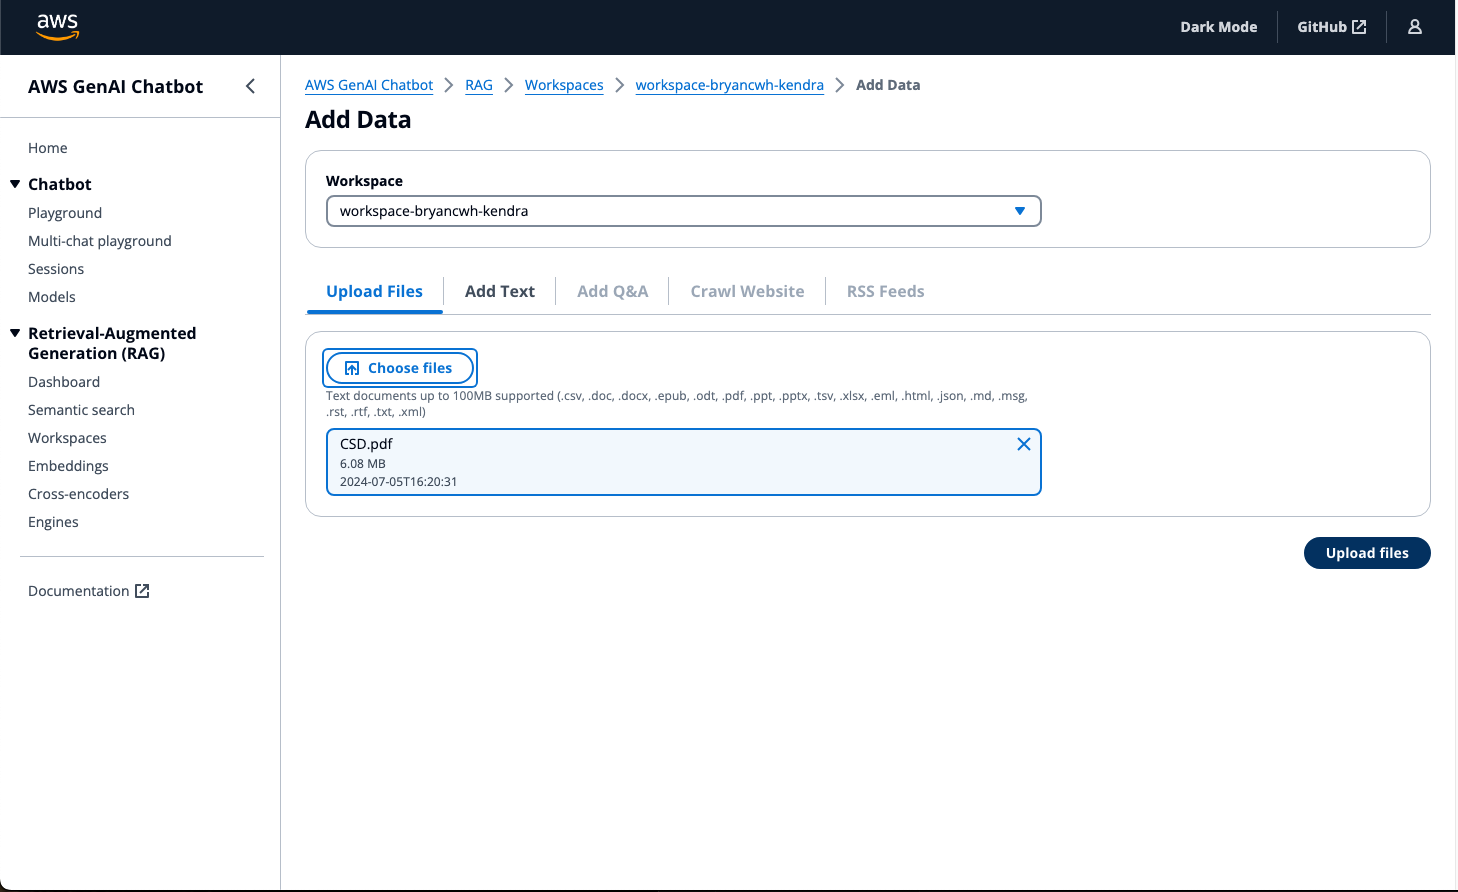 aws
Dark Mode
GitHub
AWS GenAI Chatbot
Home
Chatbot
Playground
Multi-chat playground
Sessions
Models
Retrieval-Augmented
Generation (RAG)
Dashboard
Semantic search
Workspaces
Embeddings
Cross-encoders
Engines
Documentation
AWS GenAI Chatbot
RAG
Workspaces
workspace-bryancwh-kendra
Add Data
Add Data
Workspace
workspace-bryancwh-kendra
Upload Files
Add Text
Add Q&A
Crawl Website
RSS Feeds
Choose files
Text documents up to 100MB supported (.csv, .doc, .docx, .epub, .odt, .pdf, .ppt, .pptx, .tsv, .xlsx, .eml, .html, .json, .md, .msg,
.rst, .rtf, .txt, .xml)
CSD.pdf
6.08 MB
2024-07-05T16:20:31
Upload files